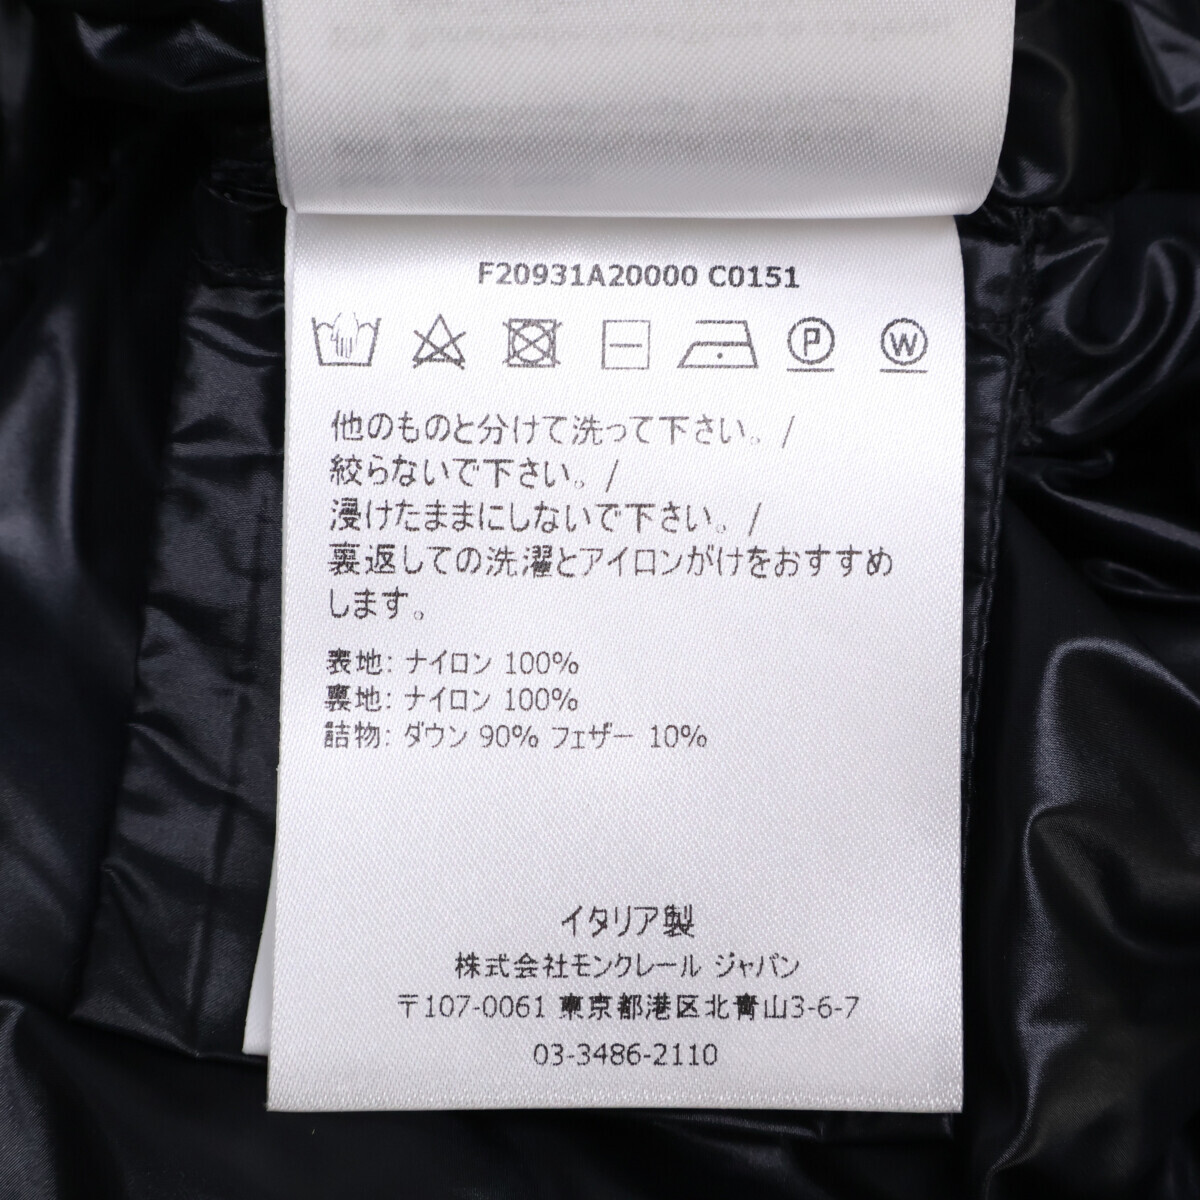 F20931A20000 C0151
P W
他のものと分けて洗って下さい。/
絞らないで下さい。/
浸けたままにしないで下さい。/
裏返しての洗濯とアイロンがけをおすすめ
します。
表地: ナイロン 100%
裏地: ナイロン 100%
詰物: ダウン 90% フェザー 10%
イタリア製
株式会社モンクレール ジャパン
〒107-0061 東京都港区北青山3-6-7
03-3486-2110